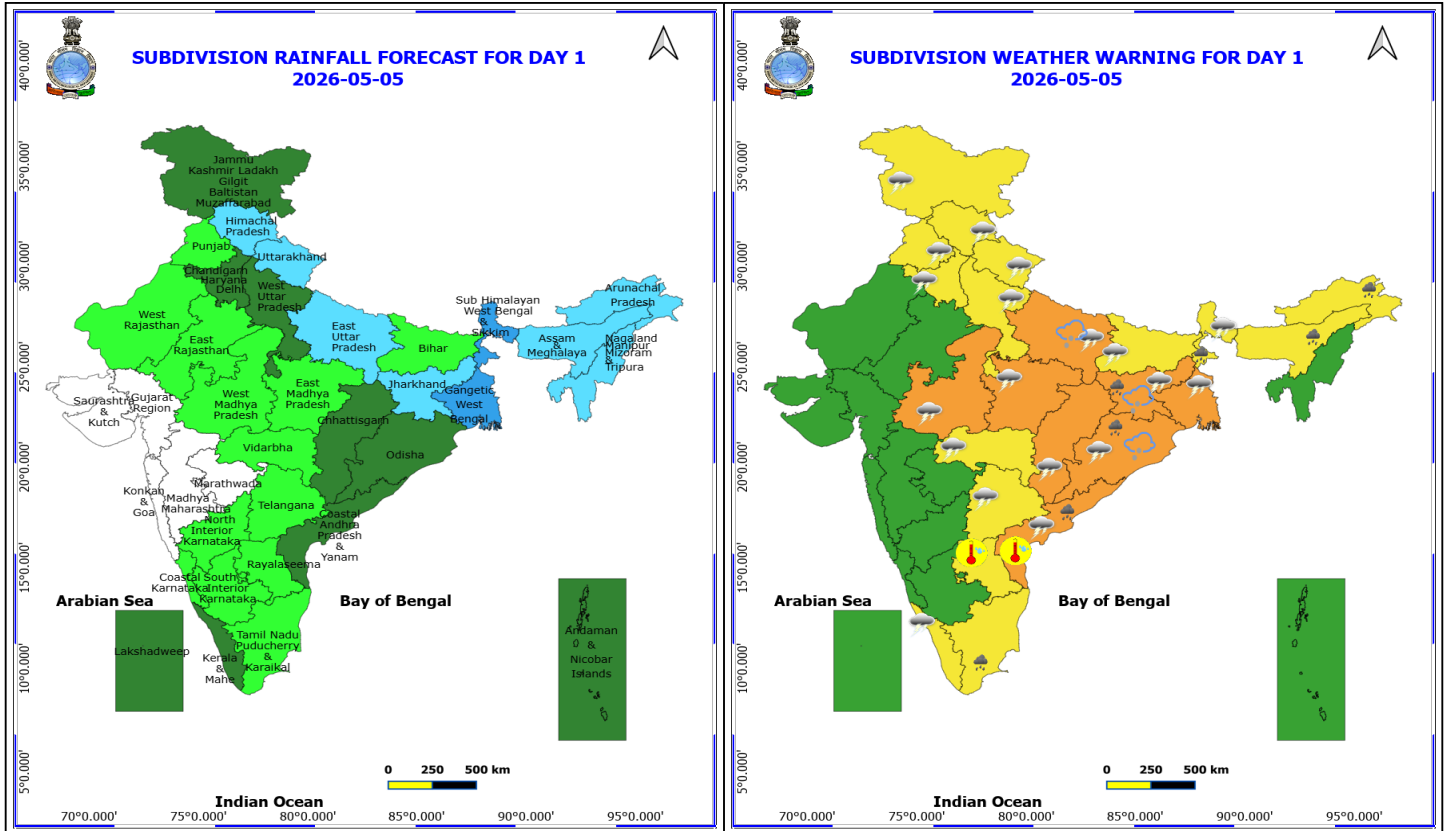 SUBDIVISION RAINFALL FORECAST FOR DAY 1
2026-05-05
40°0.000'
35°0.000'
30°0.000'
25°0.000'
20°0.000'
15°0.000'
10°0.000'
5°0.000'
Jammu
Kashmir Ladakh
Gilgit
Baltistan
Muzaffarabad
Himachal
Pradesh
Punjab
Uttarakhand
Chandigarh
Haryana
Delhi
West
Uttar
Pradesh
West
Rajasthan
East
Rajasthan
East
Uttar
Pradesh
Bihar
Sub Himalayan
West Bengal
&
Sikkim
Arunachal
Pradesh
Assam
&
Meghalaya
Nagaland
Manipur
Mizoram
&
Tripura
Jharkhand
Gangetic
West
Bengal
Saurashtra
&
Kutch
Gujarat
Region
West
Madhya
Pradesh
East
Madhya
Pradesh
Chhattisgarh
Odisha
Vidarbha
Konkan
&
Goa
Madhya
Maharashtra
Marathwada
Telangana
North
Interior
Karnataka
Coastal
Andhra
Pradesh
&
Yanam
Rayalaseema
Coastal
Karnataka
South
Interior
Karnataka
Tamil Nadu
Puducherry
&
Karaikal
Kerala
&
Mahe
Lakshadweep
Andaman
&
Nicobar
Islands
Arabian Sea
Bay of Bengal
Indian Ocean
0 250 500 km
70°0.000' 75°0.000' 80°0.000' 85°0.000' 90°0.000' 95°0.000'
SUBDIVISION WEATHER WARNING FOR DAY 1
2026-05-05
40°0.000'
35°0.000'
30°0.000'
25°0.000'
20°0.000'
15°0.000'
10°0.000'
5°0.000'
Arabian Sea
Bay of Bengal
Indian Ocean
0 250 500 km
70°0.000' 75°0.000' 80°0.000' 85°0.000' 90°0.000' 95°0.000'